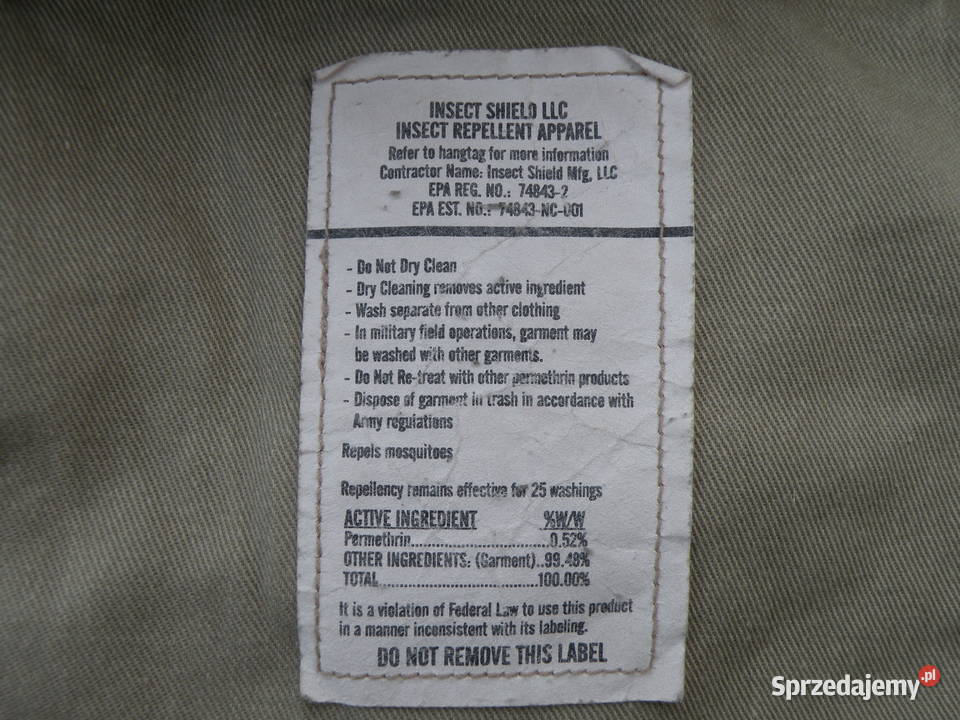 INSECT SHIELD LLC
INSECT REPELLENT APPAREL
Refer to hangtag for more information
Contractor Name: Insect Shield Mfg, LLC
EPA REG. NO.: 74843-2
EPA EST. NO.: 74843-NC-001
- Do Not Dry Clean
- Dry Cleaning removes active ingredient
- Wash separate from other clothing
- In military field operations, garment may
be washed with other garments.
- Do Not Re-treat with other permethrin products
- Dispose of garment in trash in accordance with
Army regulations
Repels mosquitoes
Repellency remains effective for 25 washings
ACTIVE INGREDIENT %W/W
Permethrin..............................0.52%
OTHER INGREDIENTS: (Garment)..99.48%
TOTAL..................................100.00%
It is a violation of Federal Law to use this product
in a manner inconsistent with its labeling.
DO NOT REMOVE THIS LABEL
Sprzedajemy.pl